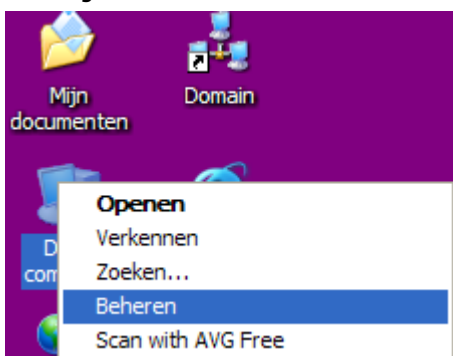 Mijn
documenten
Domain
Openen
Verkennen
Zoeken...
Beheren
Scan with AVG Free